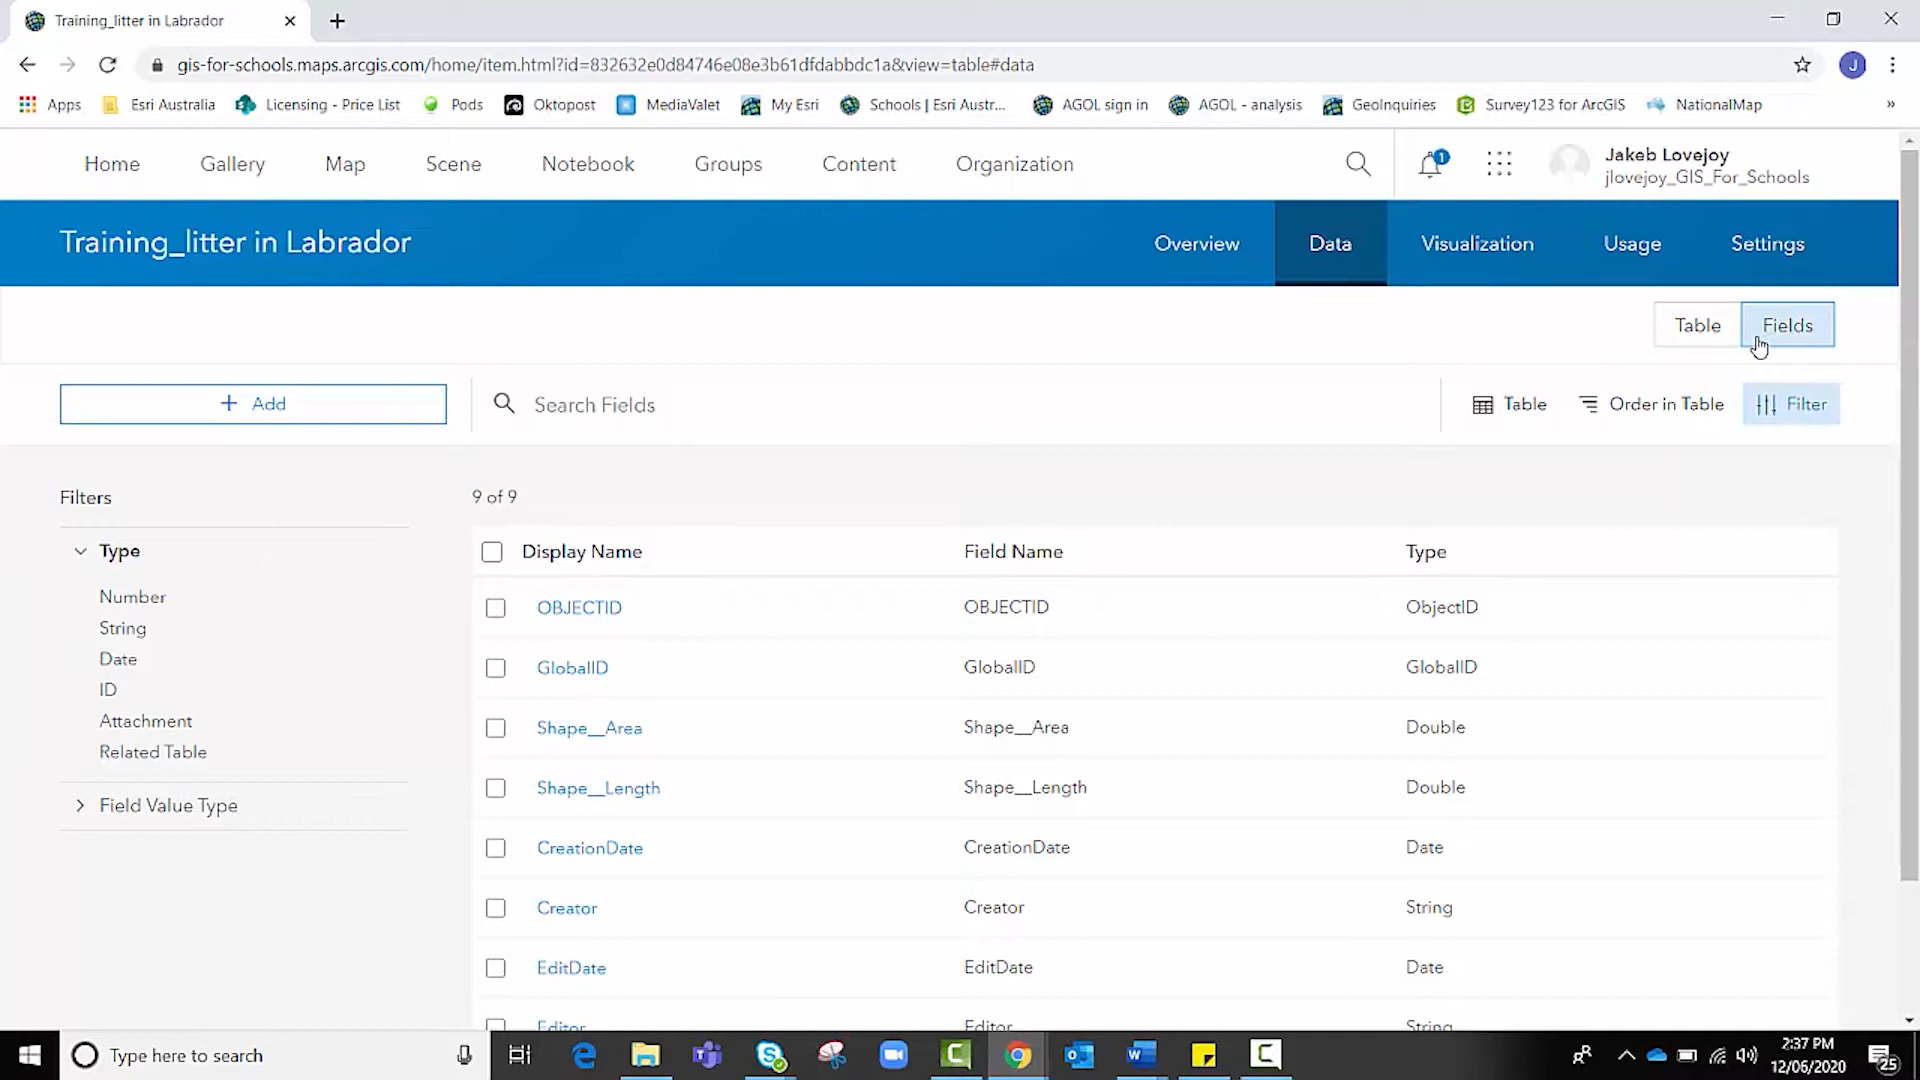 Training_litter in Labrador
gis-for-schools.maps.arcgis.com/home/item.html?id=832632e0d84746e08e3b61dfdabbdc1a&view=table#data
J
Apps Esri Australia Licensing - Price List Pods Oktopost MediaValet My Esri Schools | Esri Austr... AGOL sign in AGOL - analysis GeoInquiries Survey123 for ArcGIS NationalMap »
Home Gallery Map Scene Notebook Groups Content Organization
1
Jakeb Lovejoy
jlovejoy_GIS_For_Schools
Training_litter in Labrador
Overview Data Visualization Usage Settings
Table Fields
+ Add
Search Fields
Table Order in Table Filter
Filters
Type
Number
String
Date
ID
Attachment
Related Table
Field Value Type
9 of 9
Display Name Field Name Type
OBJECTID OBJECTID ObjectID
GlobalID GlobalID GlobalID
Shape__Area Shape__Area Double
Shape__Length Shape__Length Double
CreationDate CreationDate Date
Creator Creator String
EditDate EditDate Date
Editor Editor String
Type here to search
2:37 PM
12/06/2020
25